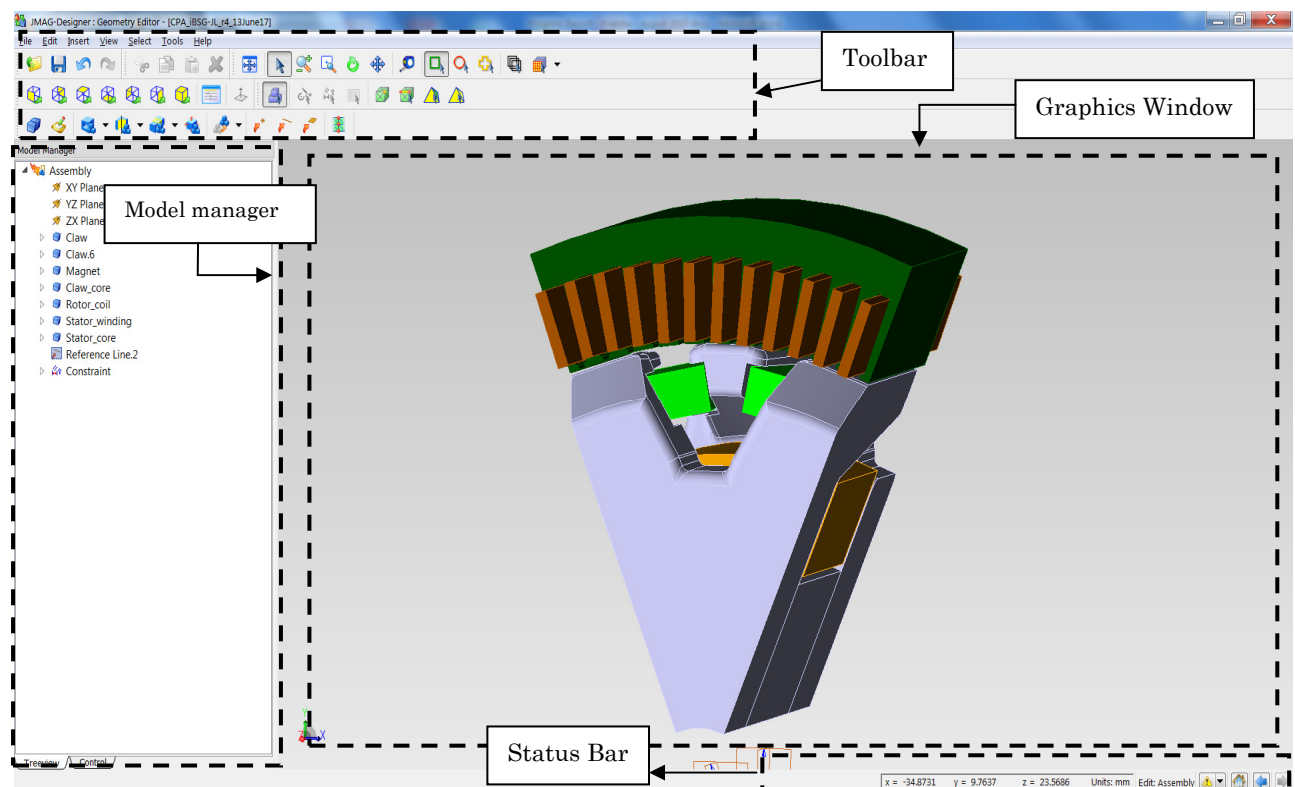 JMAG-Designer : Geometry Editor - [CPA_iBSG-JL_r4_13June17]
File Edit Insert View Select Tools Help
Toolbar
Graphics Window
Model Manager
Assembly
XY Plane
YZ Plane
ZX Plane
Model manager
Claw
Claw.6
Magnet
Claw_core
Rotor_coil
Stator_winding
Stator_core
Reference Line.2
Constraint
Y
Z X
Status Bar
Treeview Control
x = -34.8731 y = 9.7637 z = 23.5686 Units: mm Edit: Assembly